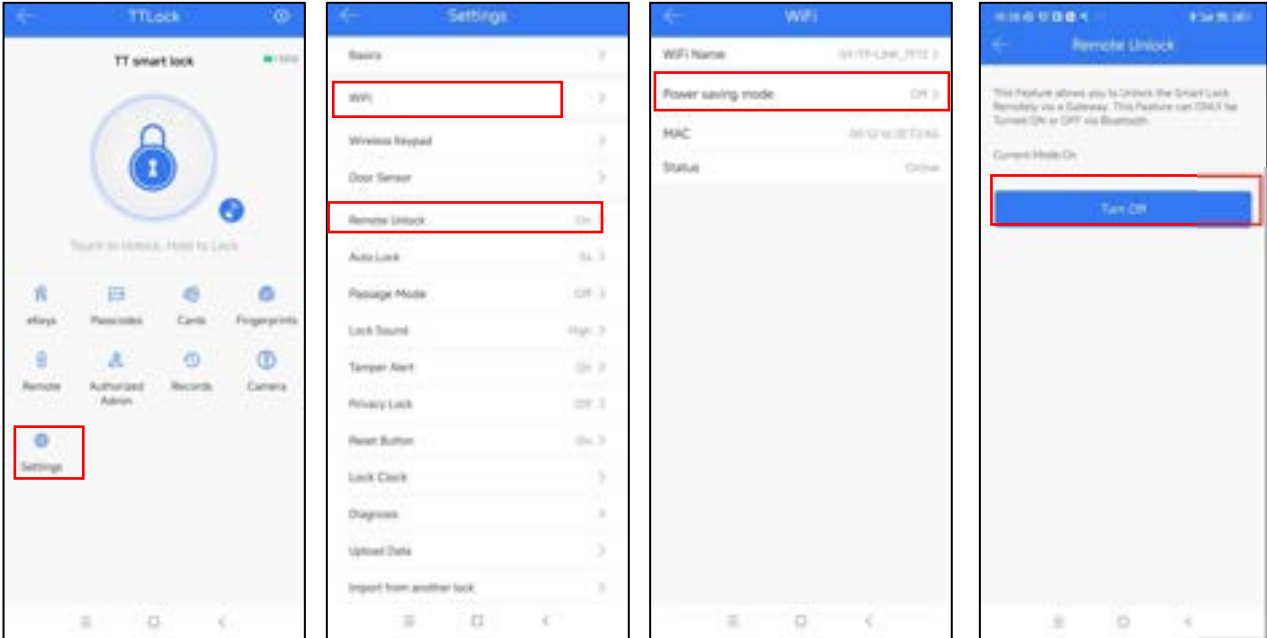 TTLock
TT smart lock
Touch to Unlock, Hold to Lock
eKeys
Passcodes
Cards
Fingerprints
Remote
Authorized
Admin
Records
Camera
Settings
Settings
Basics
WiFi
Wireless Keypad
Door Sensor
Remote Unlock On
Auto Lock
Passage Mode Off
Lock Sound High
Tamper Alert On
Privacy Lock Off
Reset Button On
Lock Clock
Diagnosis
Upload Data
Import from another lock
WiFi
WiFi Name
Power saving mode Off
MAC
Status Online
Remote Unlock
This Feature allows you to Unlock the Smart Lock
Remotely via a Gateway. This Feature can ONLY be
Turned ON or OFF via Bluetooth.
Current Mode On
Turn Off